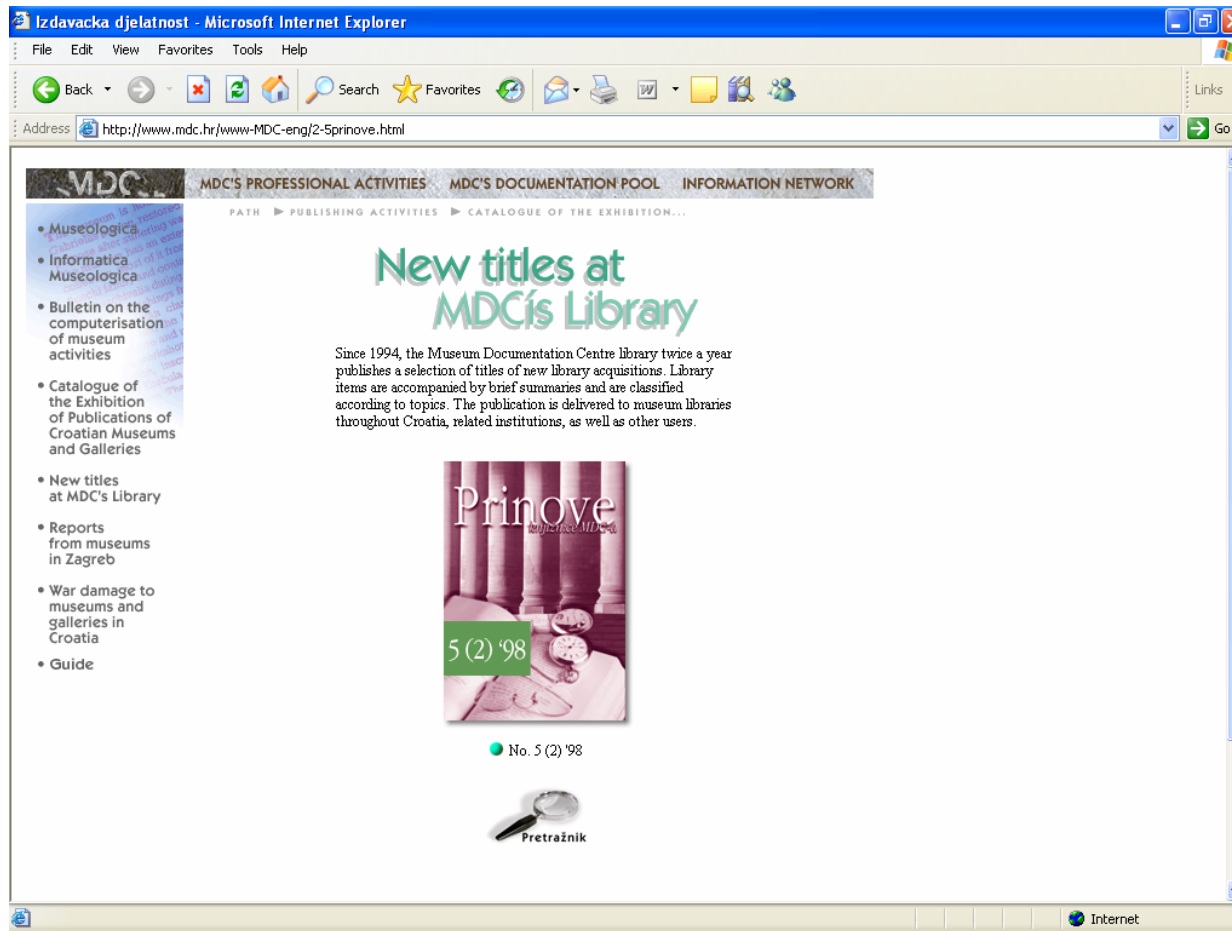 Izdavacka djelatnost - Microsoft Internet Explorer
File Edit View Favorites Tools Help
Back Search Favorites Links
Address http://www.mdc.hr/www-MDC-eng/2-5prinove.html Go
MDC MDC'S PROFESSIONAL ACTIVITIES MDC'S DOCUMENTATION POOL INFORMATION NETWORK
PATH PUBLISHING ACTIVITIES CATALOGUE OF THE EXHIBITION...
• Museologica
• Informatica
Museologica
• Bulletin on the
computerisation
of museum
activities
• Catalogue of
the Exhibition
of Publications of
Croatian Museums
and Galleries
• New titles
at MDC's Library
• Reports
from museums
in Zagreb
• War damage to
museums and
galleries in
Croatia
• Guide
New titles at
MDCís Library
Since 1994, the Museum Documentation Centre library twice a year
publishes a selection of titles of new library acquisitions. Library
items are accompanied by brief summaries and are classified
according to topics. The publication is delivered to museum libraries
throughout Croatia, related institutions, as well as other users.
Prinove
knjižnice MDC-a
5 (2) '98
No. 5 (2) '98
Pretražnik
Internet